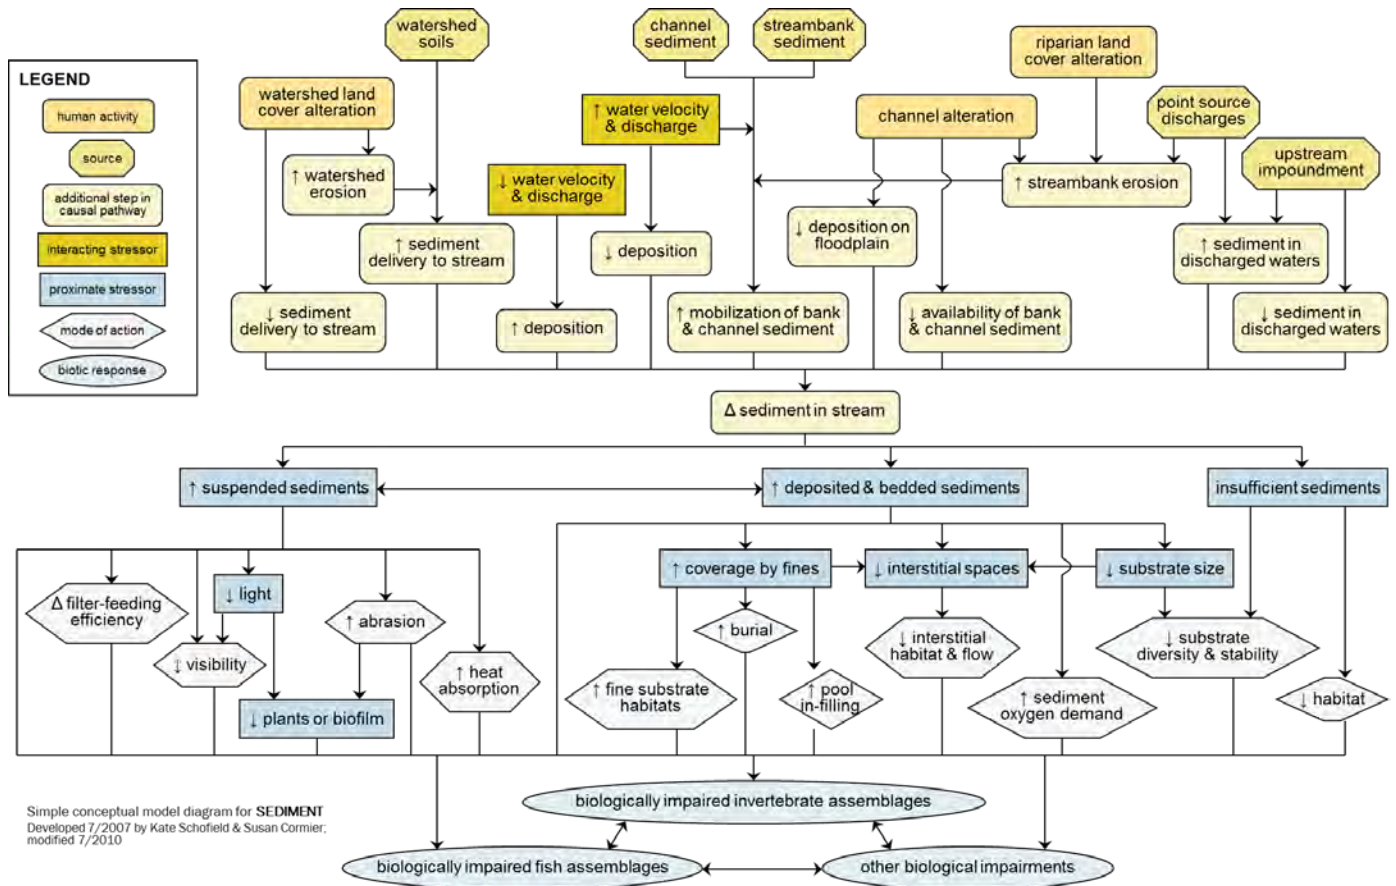 watershed
soils
channel
sediment
streambank
sediment
riparian land
cover alteration
LEGEND
human activity
source
additional step in
causal pathway
interacting stressor
proximate stressor
mode of action
biotic response
watershed land
cover alteration
↑ water velocity
& discharge
channel alteration
point source
discharges
upstream
impoundment
↑ watershed
erosion
↓ water velocity
& discharge
↑ streambank erosion
↑ sediment
delivery to stream
↓ deposition
↓ deposition on
floodplain
↑ sediment in
discharged waters
↓ sediment
delivery to stream
↑ deposition
↑ mobilization of bank
& channel sediment
↓ availability of bank
& channel sediment
↓ sediment in
discharged waters
Δ sediment in stream
↑ suspended sediments
↑ deposited & bedded sediments
insufficient sediments
↑ coverage by fines
↓ interstitial spaces
↓ substrate size
Δ filter-feeding
efficiency
↓ light
↑ abrasion
↑ burial
↓ interstitial
habitat & flow
↓ substrate
diversity & stability
↓ visibility
↑ heat
absorption
↑ fine substrate
habitats
↑ pool
in-filling
↑ sediment
oxygen demand
↓ habitat
↓ plants or biofilm
biologically impaired invertebrate assemblages
Simple conceptual model diagram for SEDIMENT
Developed 7/2007 by Kate Schofield & Susan Cormier;
modified 7/2010
biologically impaired fish assemblages
other biological impairments